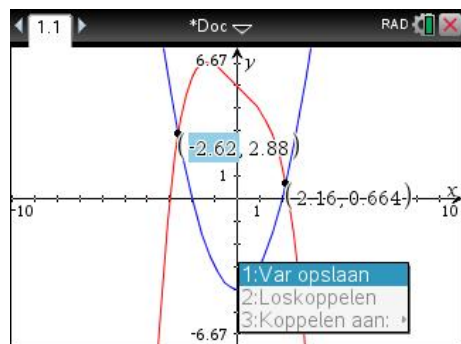 1.1
*Doc
RAD
6.67
y
(-2.62, 2.88)
1
x
-10
1
(2.16, 0.664)
10
1:Var opslaan
2:Loskoppelen
3:Koppelen aan:
-6.67